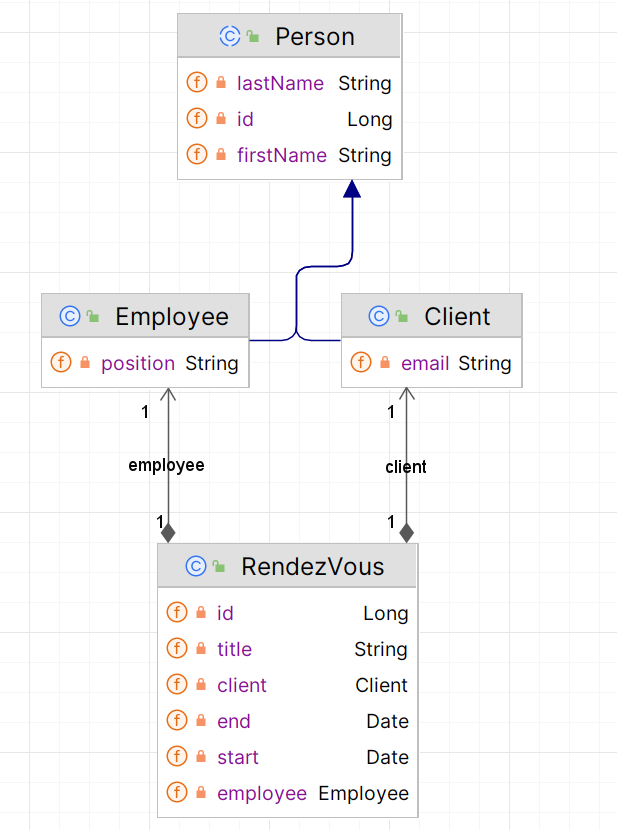 Person
lastName String
id Long
firstName String
Employee
position String
Client
email String
1
1
employee
client
1
1
RendezVous
id Long
title String
client Client
end Date
start Date
employee Employee